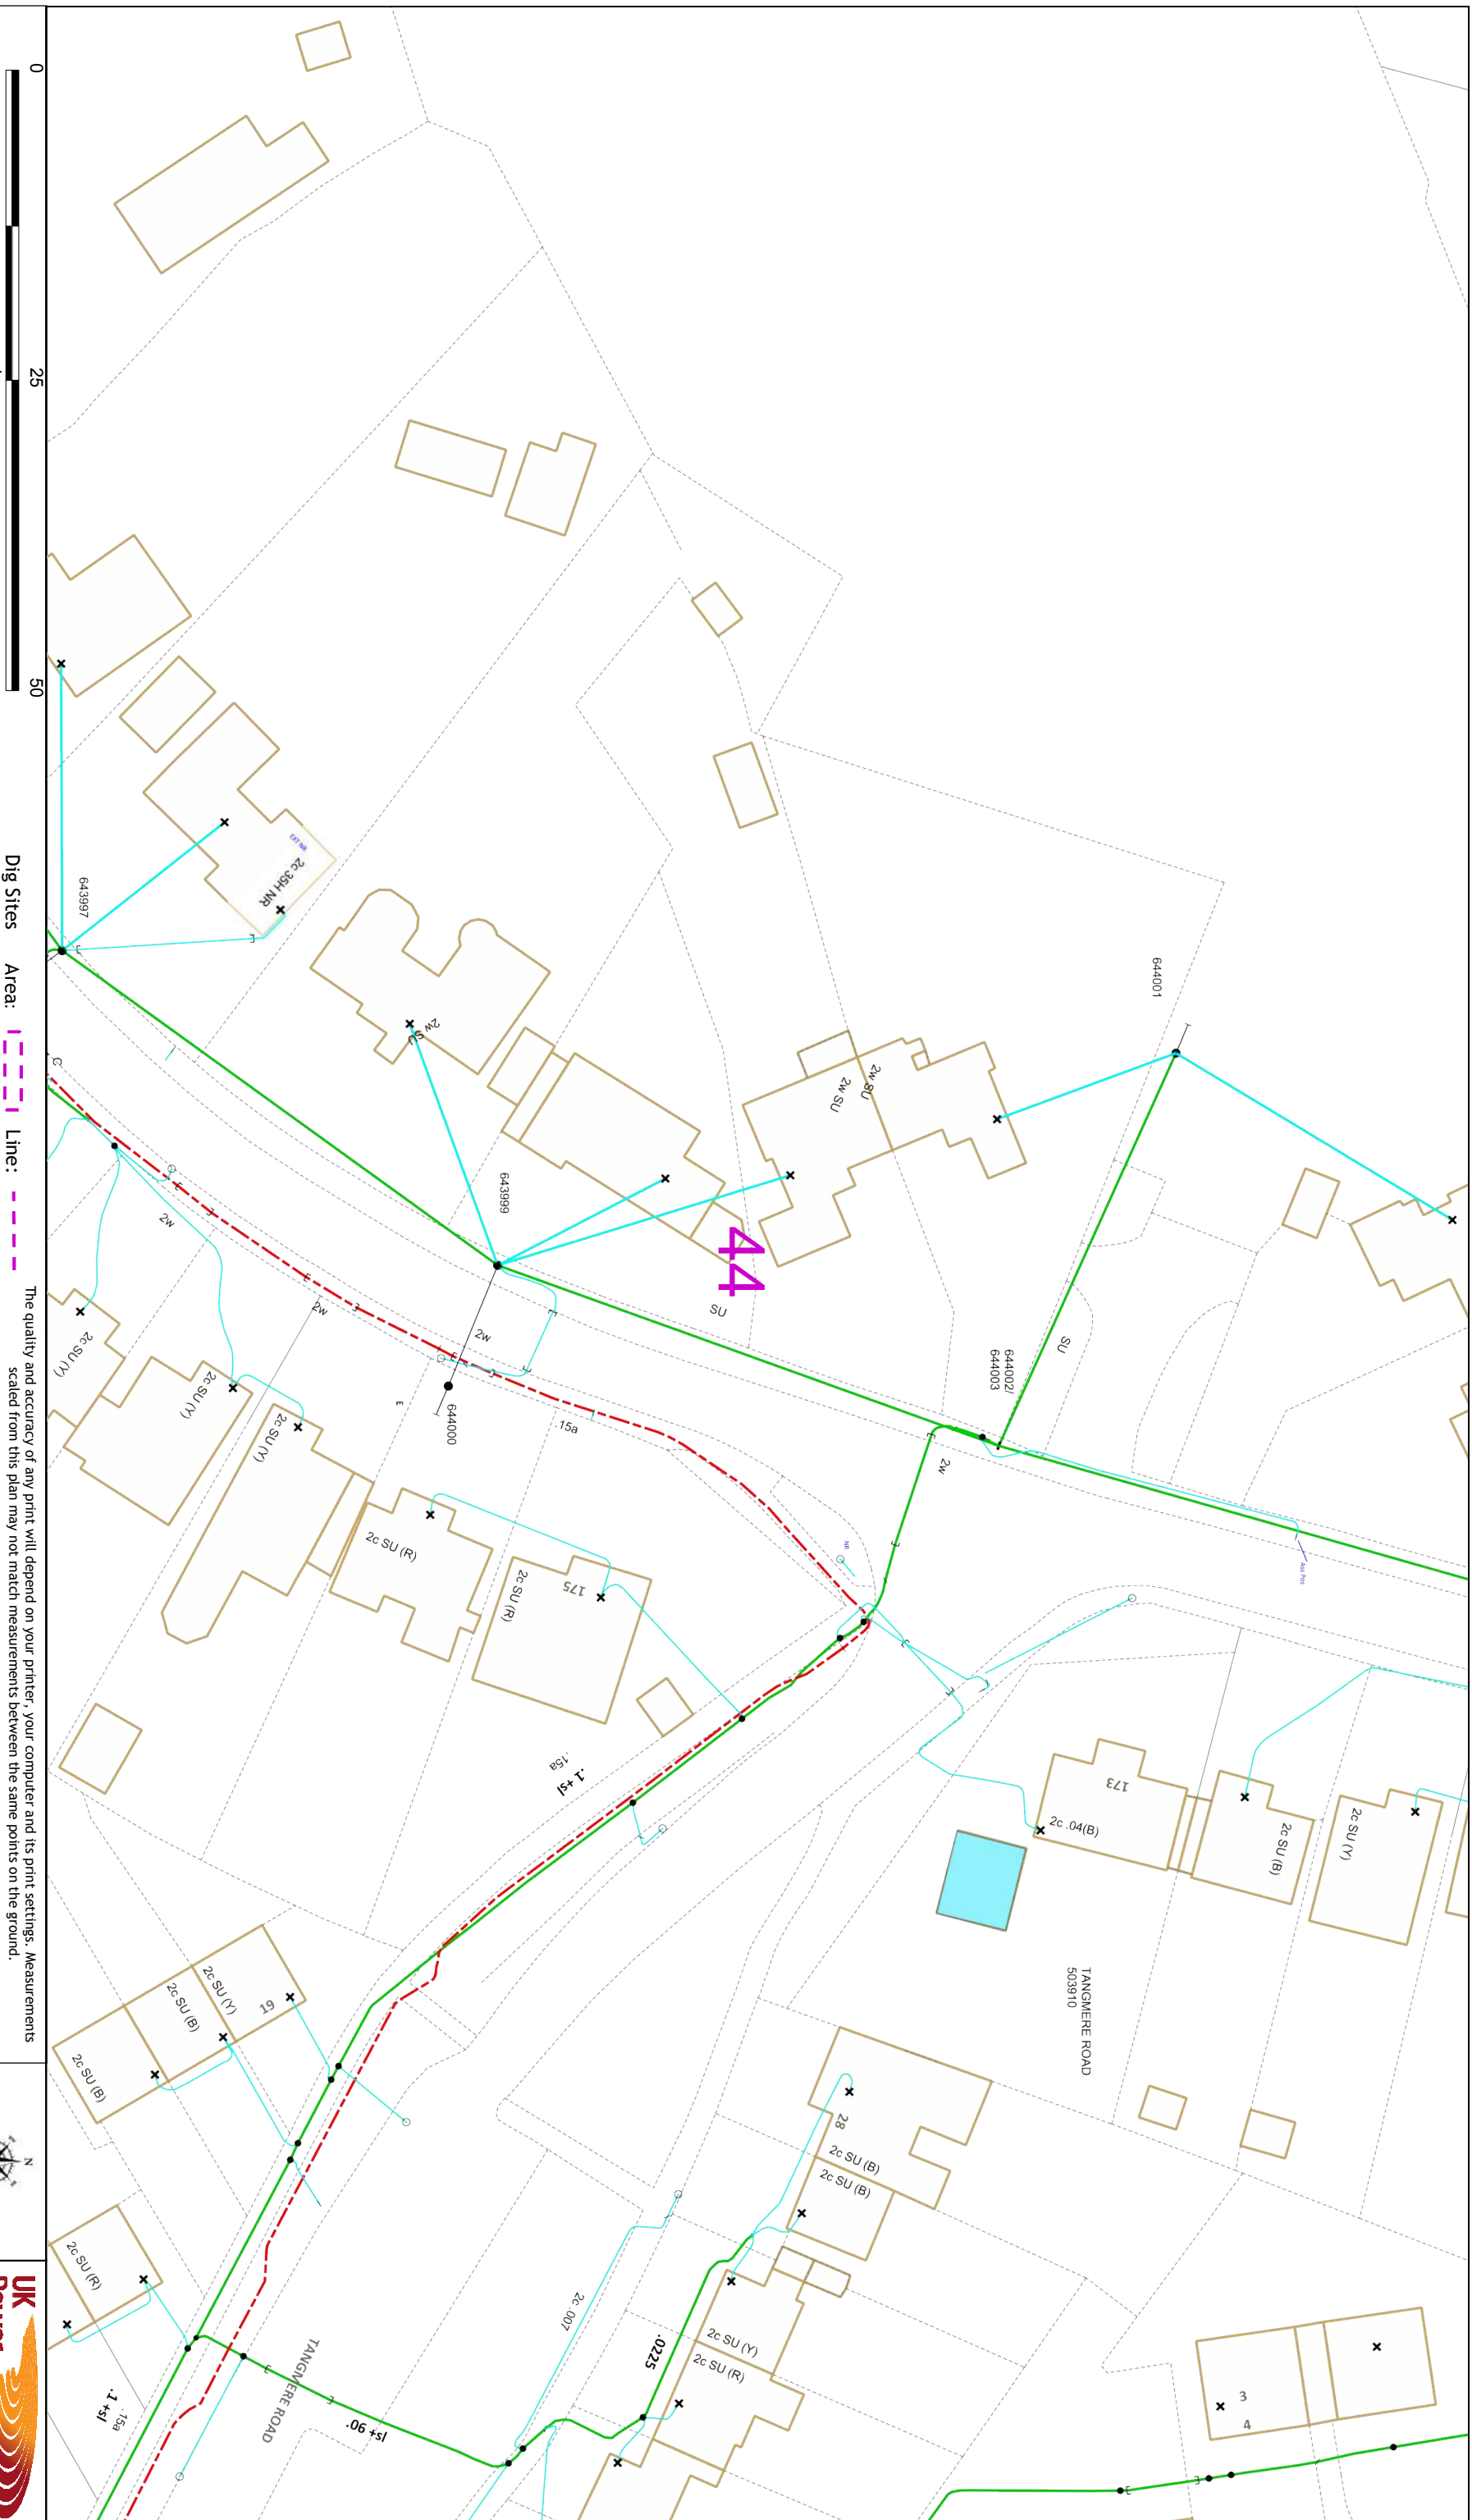 0
25
50
Dig Sites Area: Line:
The quality and accuracy of any print will depend on your printer, your computer and its print settings. Measurements
scaled from this plan may not match measurements between the same points on the ground.
N
UK
643997
EXT NR
2c 35H NR
2w SU
643999
2w SU
2w SU
44
SU
644001
SU
644002/
644003
Ass Pos
2w
2w
2w
2w
644000
.15a
E
NR
2c SU (Y)
2c SU (Y)
2c SU (Y)
2c SU (R)
175
2c SU (R)
.15a
.1 +sl
173
2c .04(B)
2c SU (B)
2c SU (Y)
TANGMERE ROAD
503910
19
2c SU (Y)
2c SU (B)
2c SU (B)
28
2c SU (B)
2c SU (B)
2c SU (Y)
2c SU (R)
2c SU (R)
2c .007
.0225
.06 +sl
TANGMERE ROAD
.15a
.1 +sl
3
4